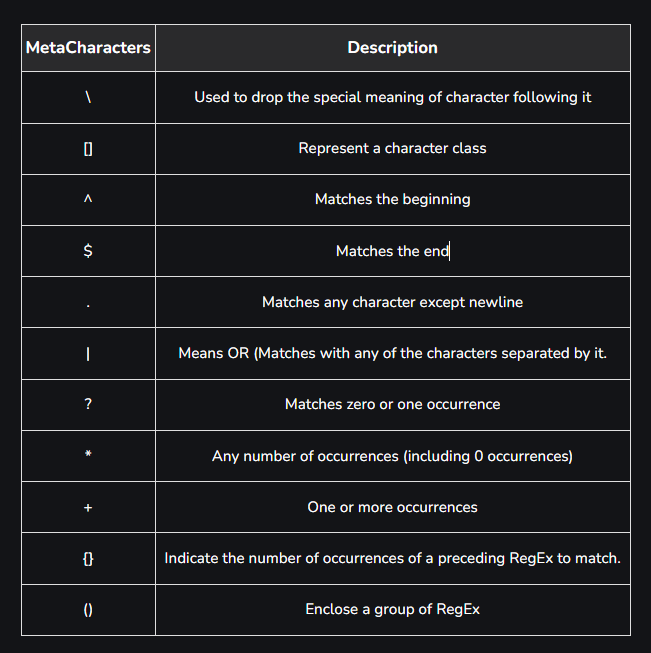 MetaCharacters Description
\ Used to drop the special meaning of character following it
[] Represent a character class
^ Matches the beginning
$ Matches the end
. Matches any character except newline
| Means OR (Matches with any of the characters separated by it.
? Matches zero or one occurrence
* Any number of occurrences (including 0 occurrences)
+ One or more occurrences
{} Indicate the number of occurrences of a preceding RegEx to match.
() Enclose a group of RegEx